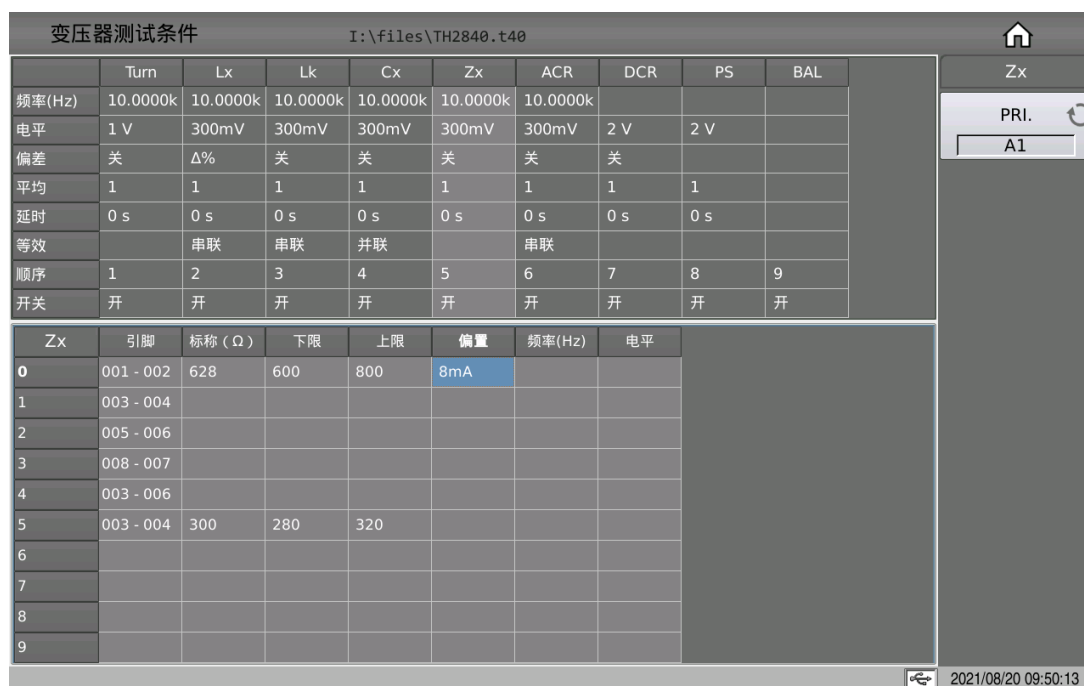 变压器测试条件 I:\files\TH2840.t40
Turn Lx Lk Cx Zx ACR DCR PS BAL
频率(Hz) 10.0000k 10.0000k 10.0000k 10.0000k 10.0000k 10.0000k
电平 1 V 300mV 300mV 300mV 300mV 300mV 2 V 2 V
偏差 关 Δ% 关 关 关 关 关
平均 1 1 1 1 1 1 1 1
延时 0 s 0 s 0 s 0 s 0 s 0 s 0 s 0 s
等效 串联 串联 并联 串联
顺序 1 2 3 4 5 6 7 8 9
开关 开 开 开 开 开 开 开 开 开
Zx 引脚 标称（Ω） 下限 上限 偏置 频率(Hz) 电平
0 001 - 002 628 600 800 8mA
1 003 - 004
2 005 - 006
3 008 - 007
4 003 - 006
5 003 - 004 300 280 320
6
7
8
9
Zx
PRI.
A1
2021/08/20 09:50:13